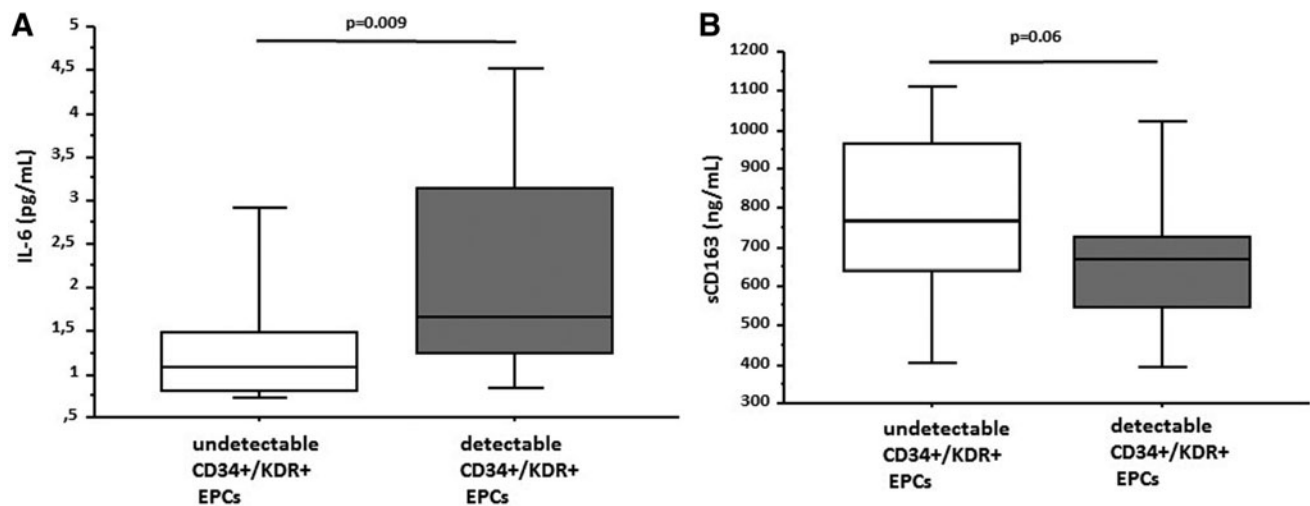 A
p=0.009
5
4,5
4
3,5
3
2,5
2
1,5
1
,5
IL-6 (pg/mL)
undetectable
CD34+/KDR+
EPCs
detectable
CD34+/KDR+
EPCs
B
p=0.06
1200
1100
1000
900
800
700
600
500
400
300
sCD163 (ng/mL)
undetectable
CD34+/KDR+
EPCs
detectable
CD34+/KDR+
EPCs